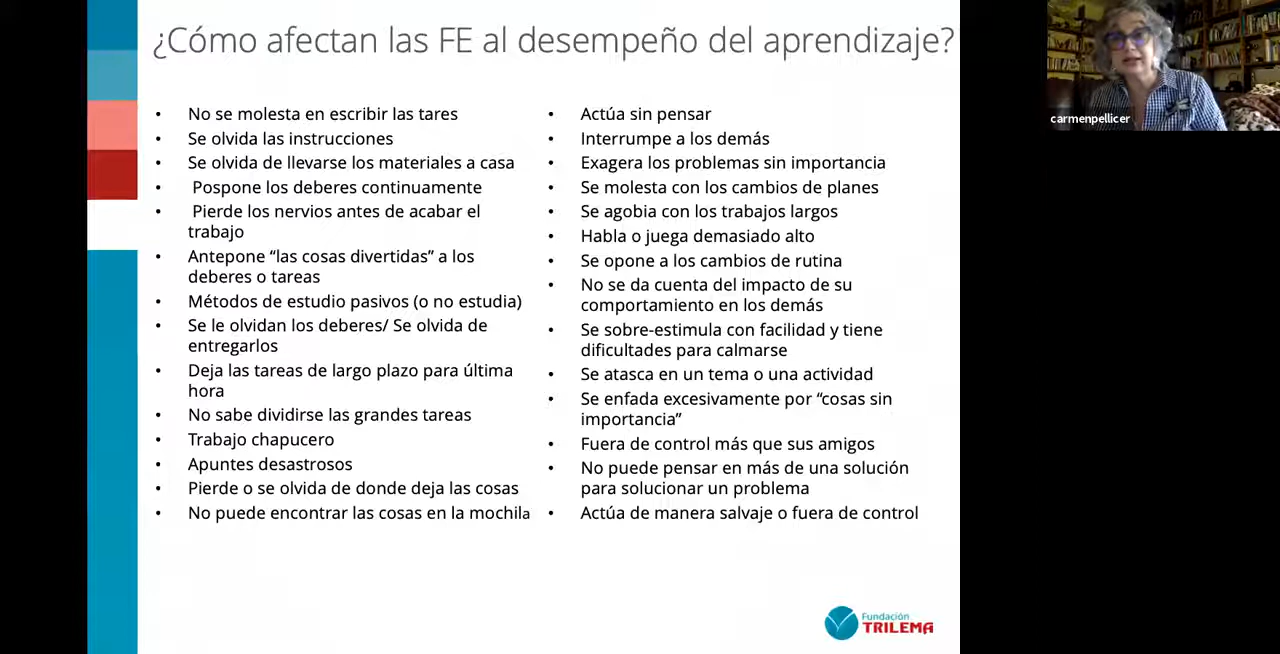 ¿Cómo afectan las FE al desempeño del aprendizaje?
• No se molesta en escribir las tares
• Se olvida las instrucciones
• Se olvida de llevarse los materiales a casa
• Pospone los deberes continuamente
• Pierde los nervios antes de acabar el
trabajo
• Antepone “las cosas divertidas” a los
deberes o tareas
• Métodos de estudio pasivos (o no estudia)
• Se le olvidan los deberes/ Se olvida de
entregarlos
• Deja las tareas de largo plazo para última
hora
• No sabe dividirse las grandes tareas
• Trabajo chapucero
• Apuntes desastrosos
• Pierde o se olvida de donde deja las cosas
• No puede encontrar las cosas en la mochila
• Actúa sin pensar
• Interrumpe a los demás
• Exagera los problemas sin importancia
• Se molesta con los cambios de planes
• Se agobia con los trabajos largos
• Habla o juega demasiado alto
• Se opone a los cambios de rutina
• No se da cuenta del impacto de su
comportamiento en los demás
• Se sobre-estimula con facilidad y tiene
dificultades para calmarse
• Se atasca en un tema o una actividad
• Se enfada excesivamente por “cosas sin
importancia”
• Fuera de control más que sus amigos
• No puede pensar en más de una solución
para solucionar un problema
• Actúa de manera salvaje o fuera de control
Fundación
TRILEMA
carmenpellicer